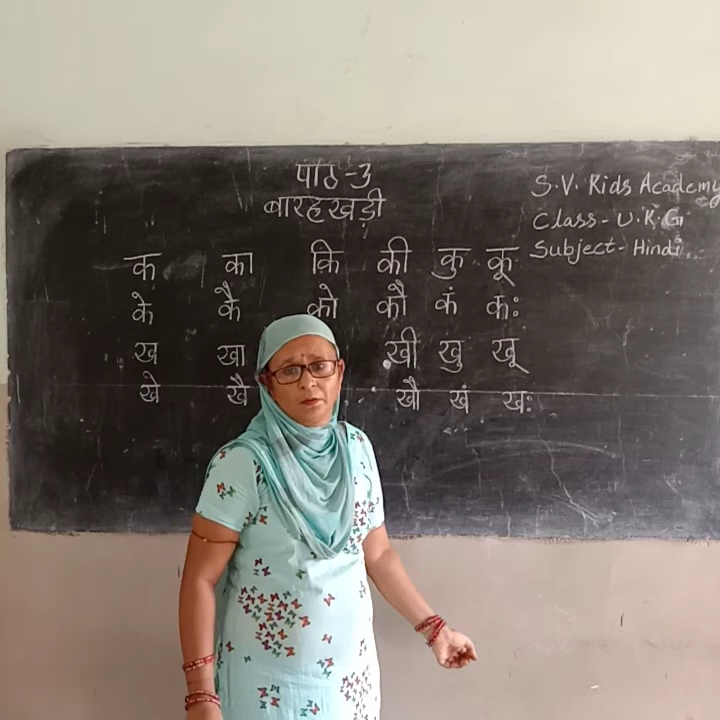 पाठ-3
बारहखड़ी
S.V. Kids Academy
Class- U.K.G
Subject- Hindi
क का कि की कु कू
के कै को कौ कं कः
ख खा खी खु खू
खे खै खौ खं खः